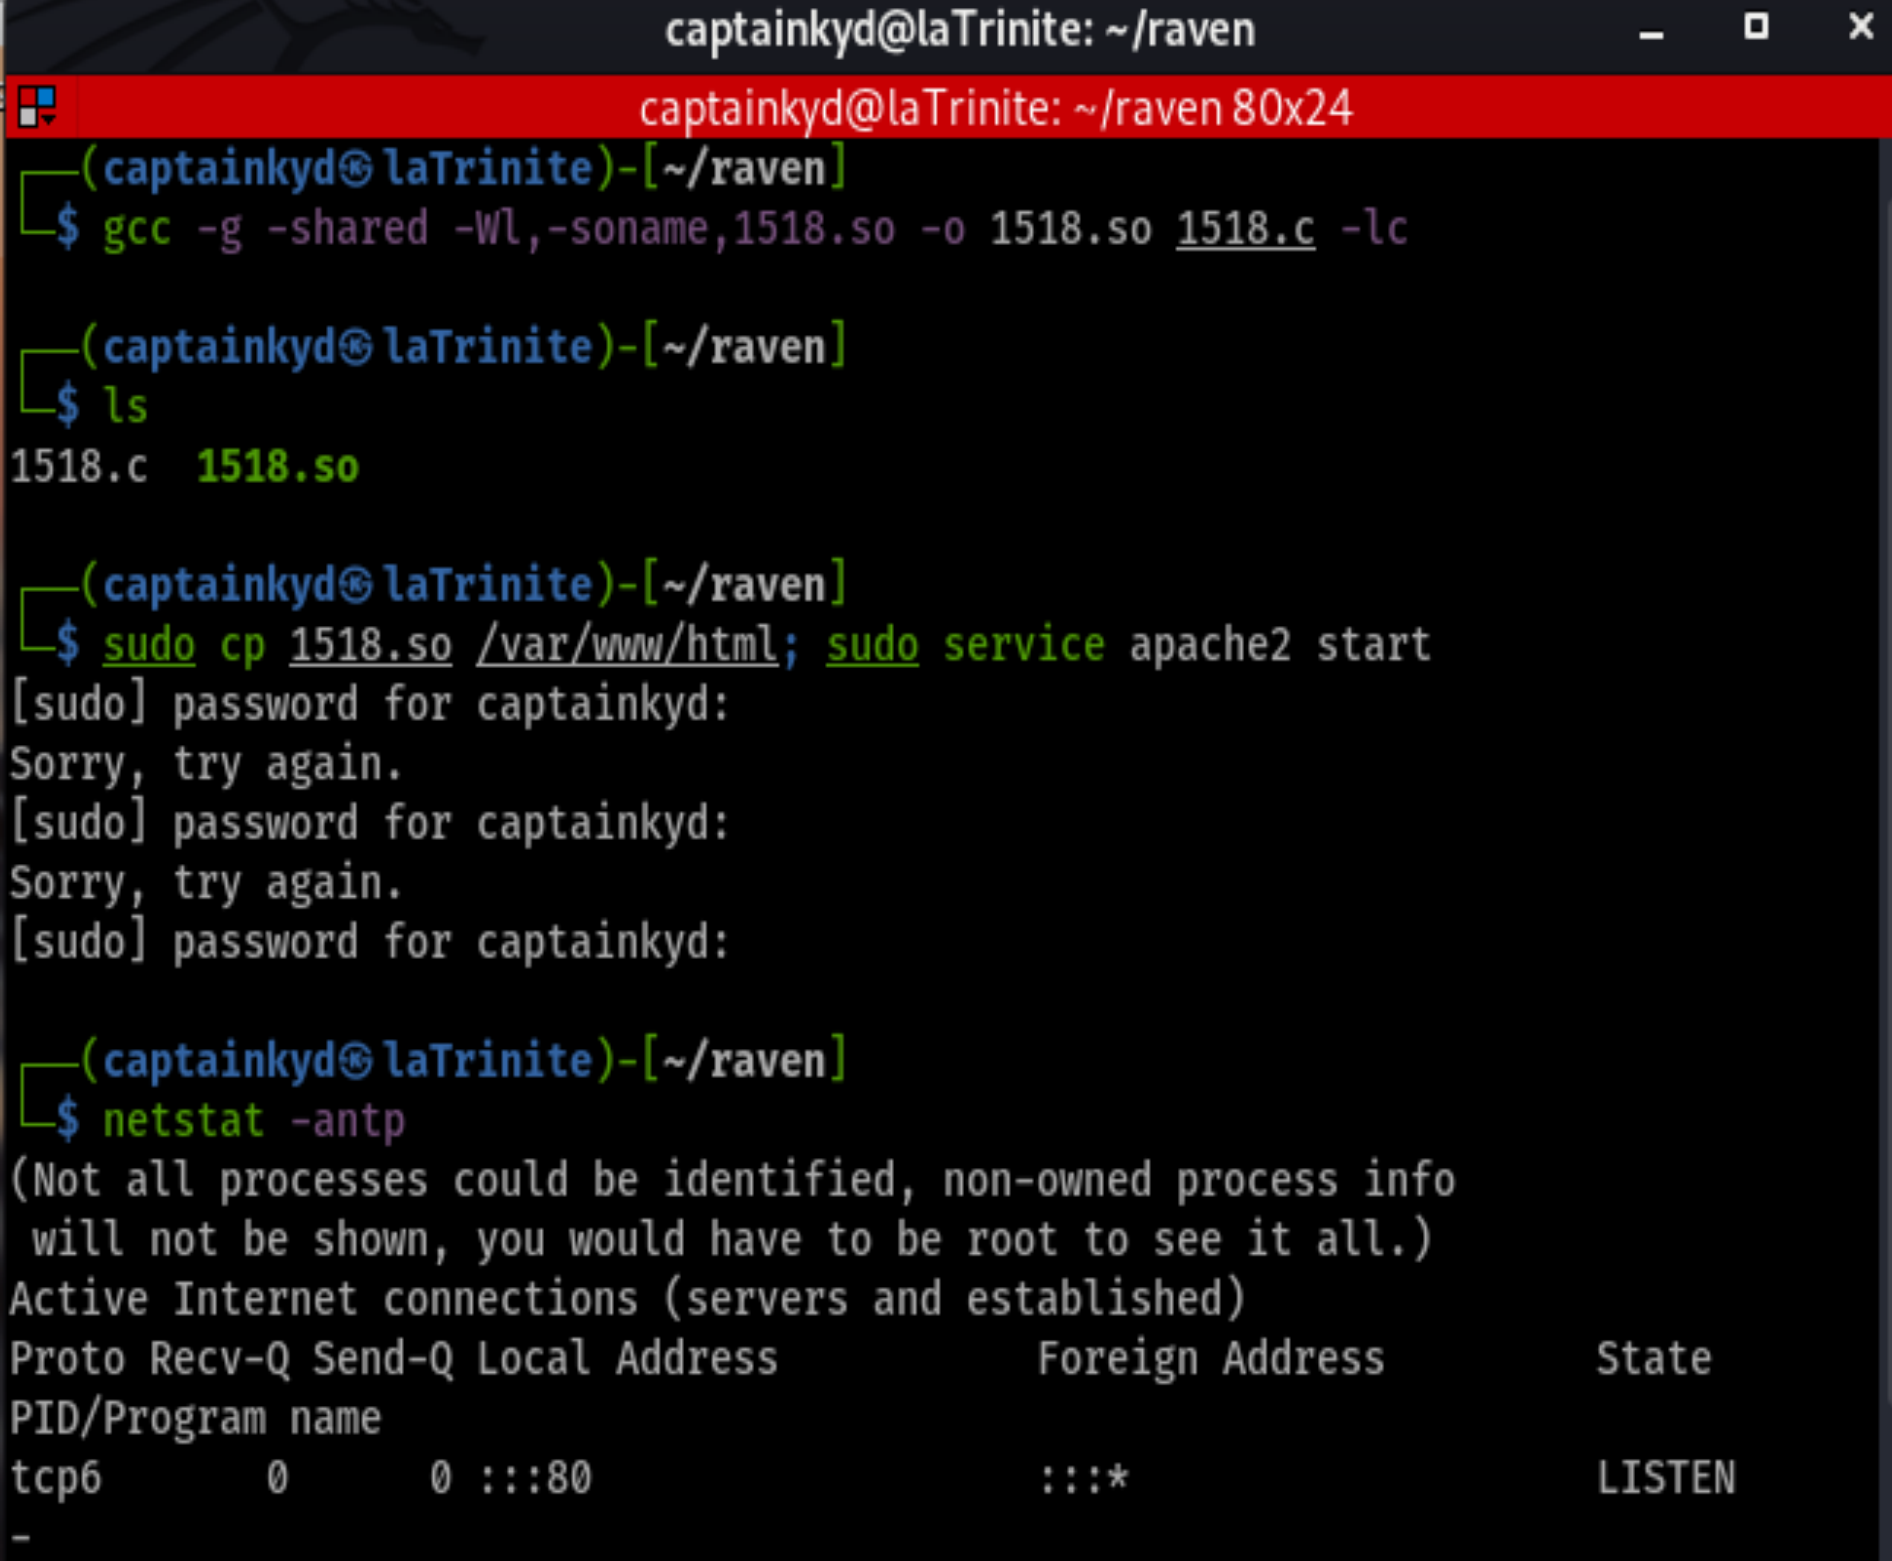 captainkyd@laTrinite: ~/raven
captainkyd@laTrinite: ~/raven 80x24
┌──(captainkyd㉿laTrinite)-[~/raven]
└─$ gcc -g -shared -Wl,-soname,1518.so -o 1518.so 1518.c -lc
┌──(captainkyd㉿laTrinite)-[~/raven]
└─$ ls
1518.c  1518.so
┌──(captainkyd㉿laTrinite)-[~/raven]
└─$ sudo cp 1518.so /var/www/html; sudo service apache2 start
[sudo] password for captainkyd:
Sorry, try again.
[sudo] password for captainkyd:
Sorry, try again.
[sudo] password for captainkyd:
┌──(captainkyd㉿laTrinite)-[~/raven]
└─$ netstat -antp
(Not all processes could be identified, non-owned process info
 will not be shown, you would have to be root to see it all.)
Active Internet connections (servers and established)
Proto Recv-Q Send-Q Local Address           Foreign Address         State
PID/Program name
tcp6       0      0 :::80                   :::*                    LISTEN
-